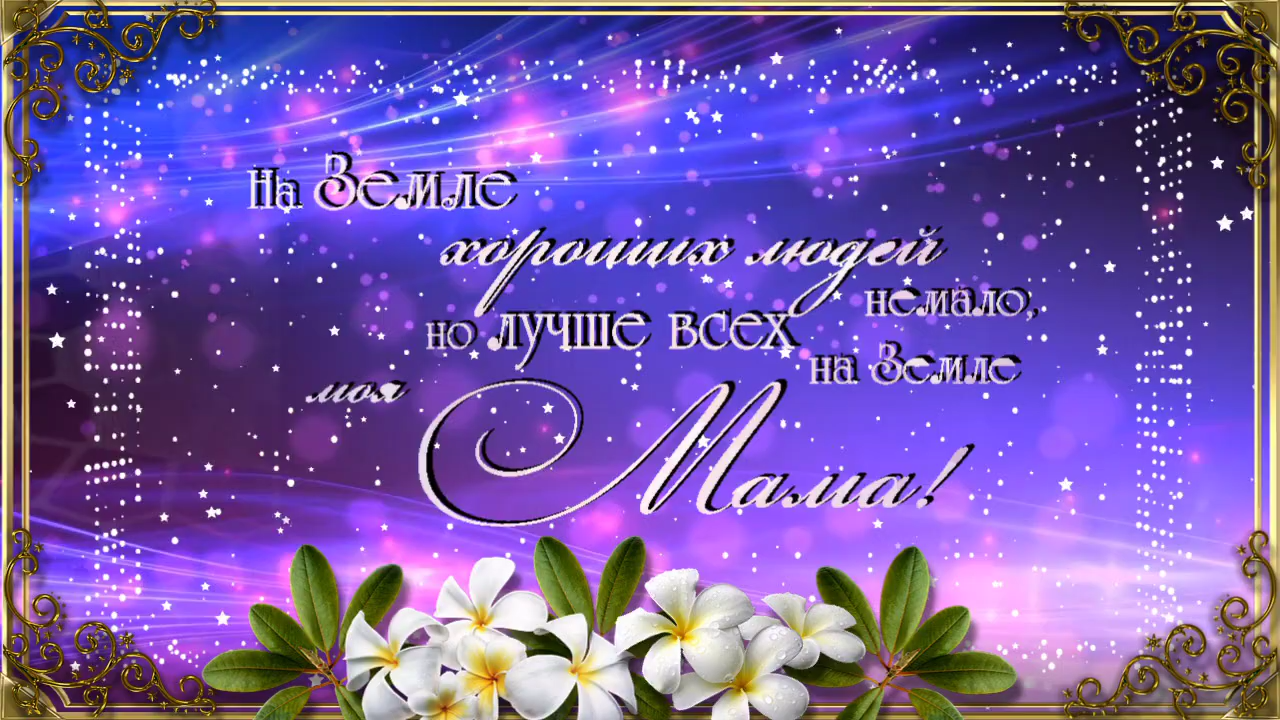 На Земле
хороших людей
немало,
но лучше всех
на Земле
моя
Мама!